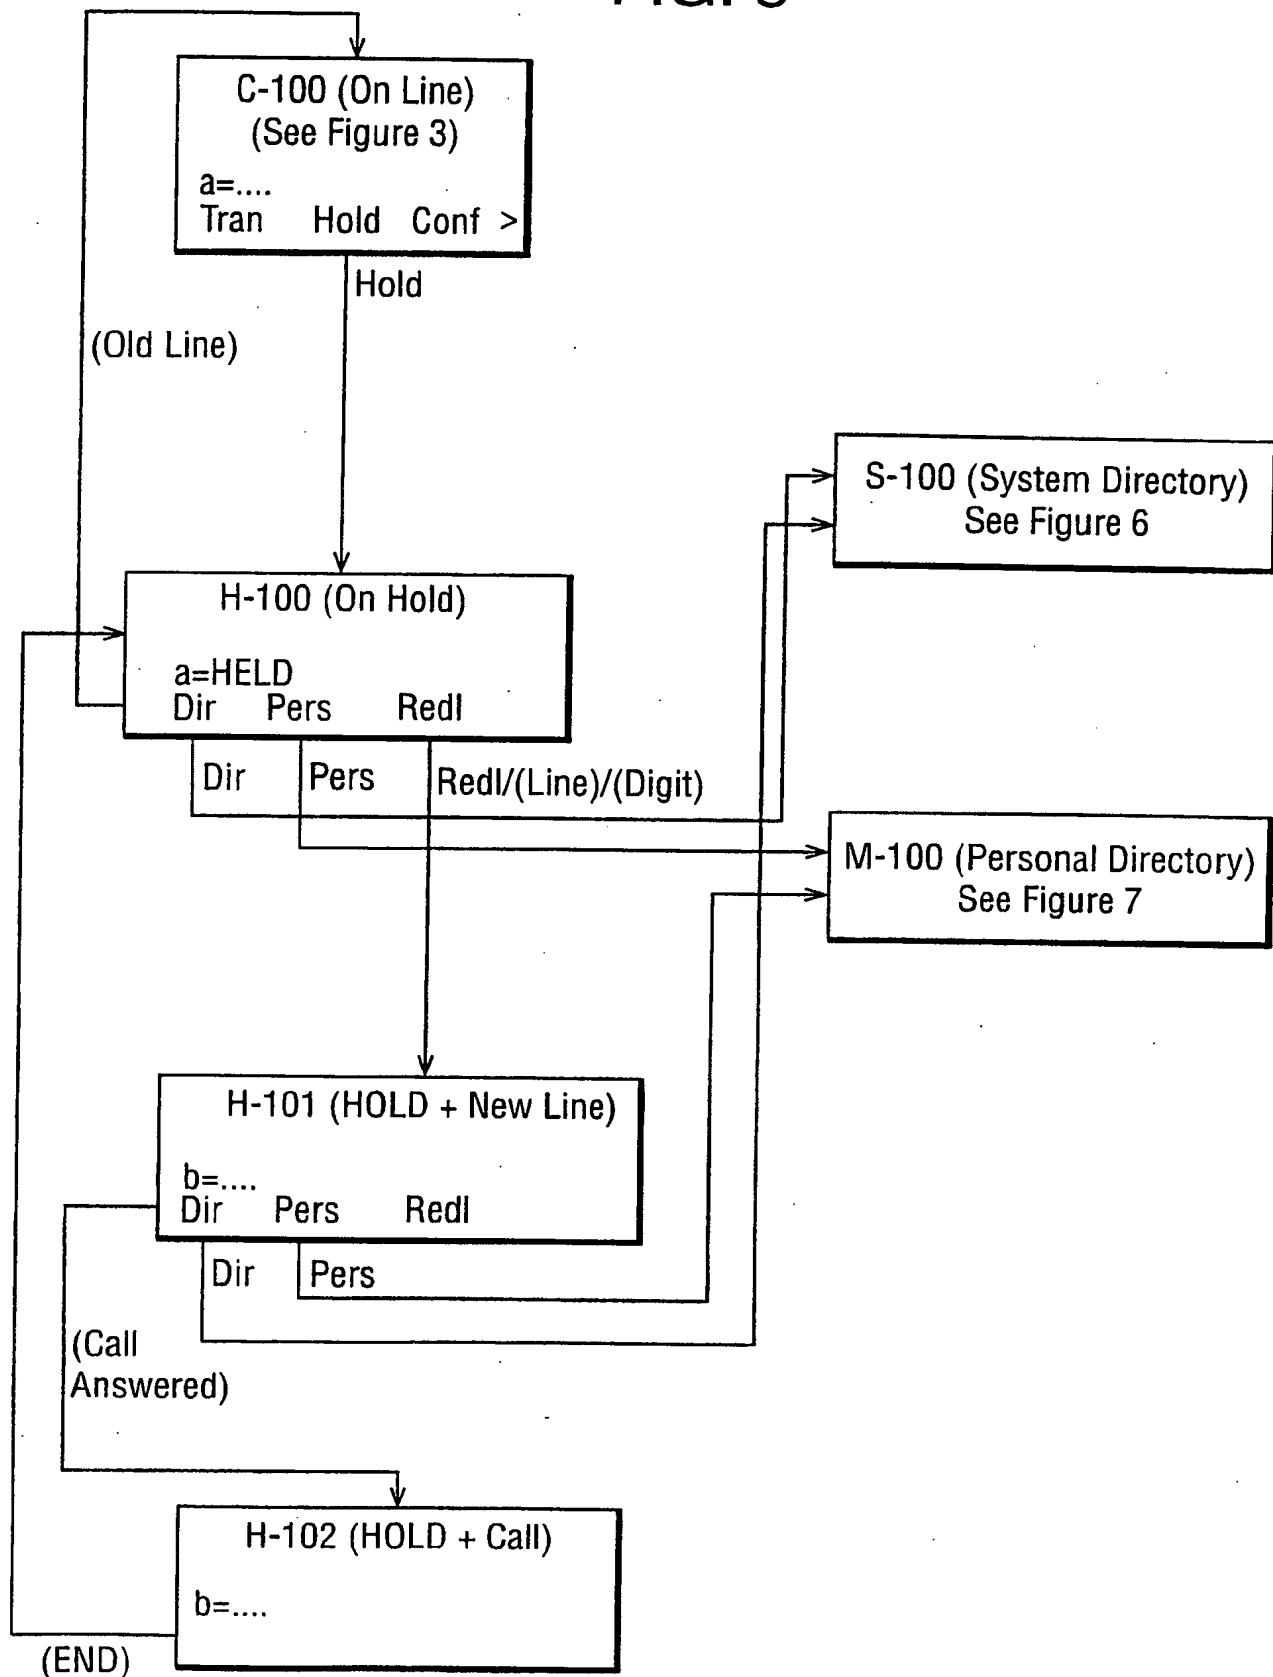 C-100 (On Line)
(See Figure 3)
a=....
Tran Hold Conf >
Hold
(Old Line)
S-100 (System Directory)
See Figure 6
H-100 (On Hold)
a=HELD
Dir Pers Redl
Dir Pers Redl/(Line)/(Digit)
M-100 (Personal Directory)
See Figure 7
H-101 (HOLD + New Line)
b=....
Dir Pers Redl
Dir Pers
(Call
Answered)
H-102 (HOLD + Call)
b=....
(END)